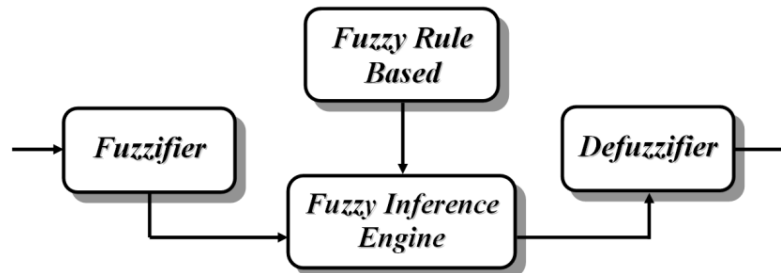 Fuzzy Rule
Based
Fuzzifier
Defuzzifier
Fuzzy Inference
Engine